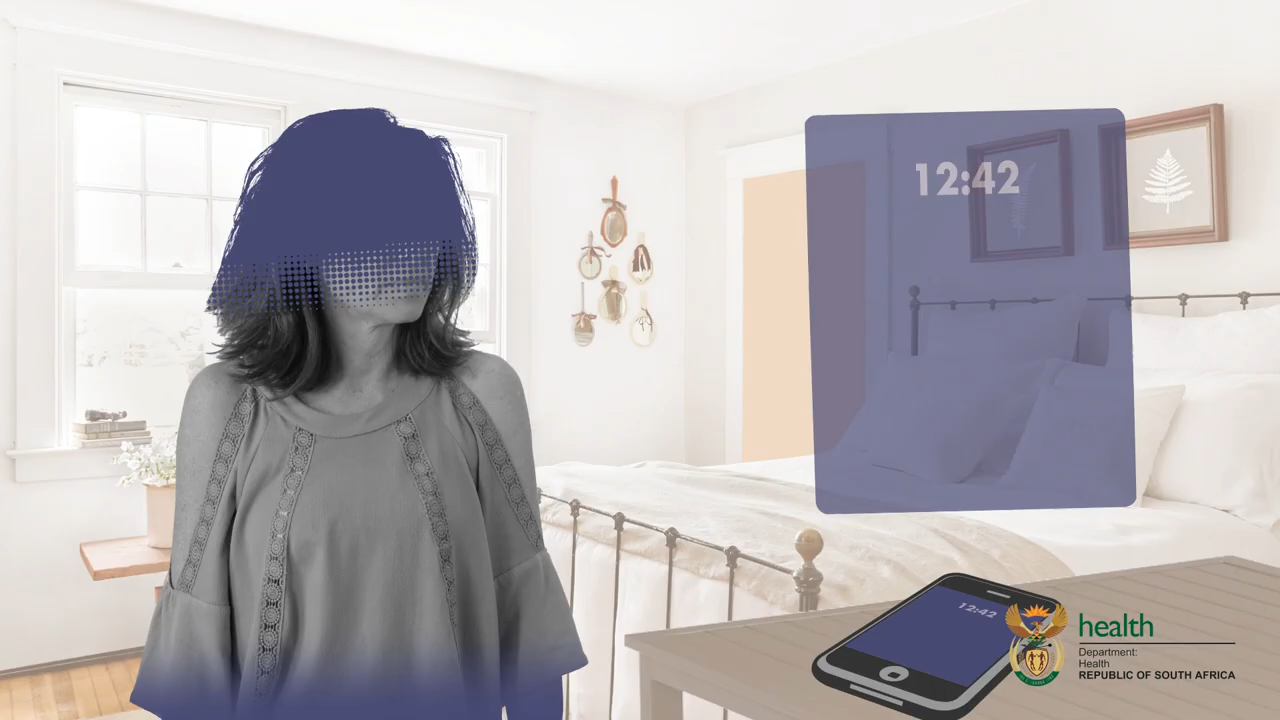 12:42
12:42
health
Department:
Health
REPUBLIC OF SOUTH AFRICA